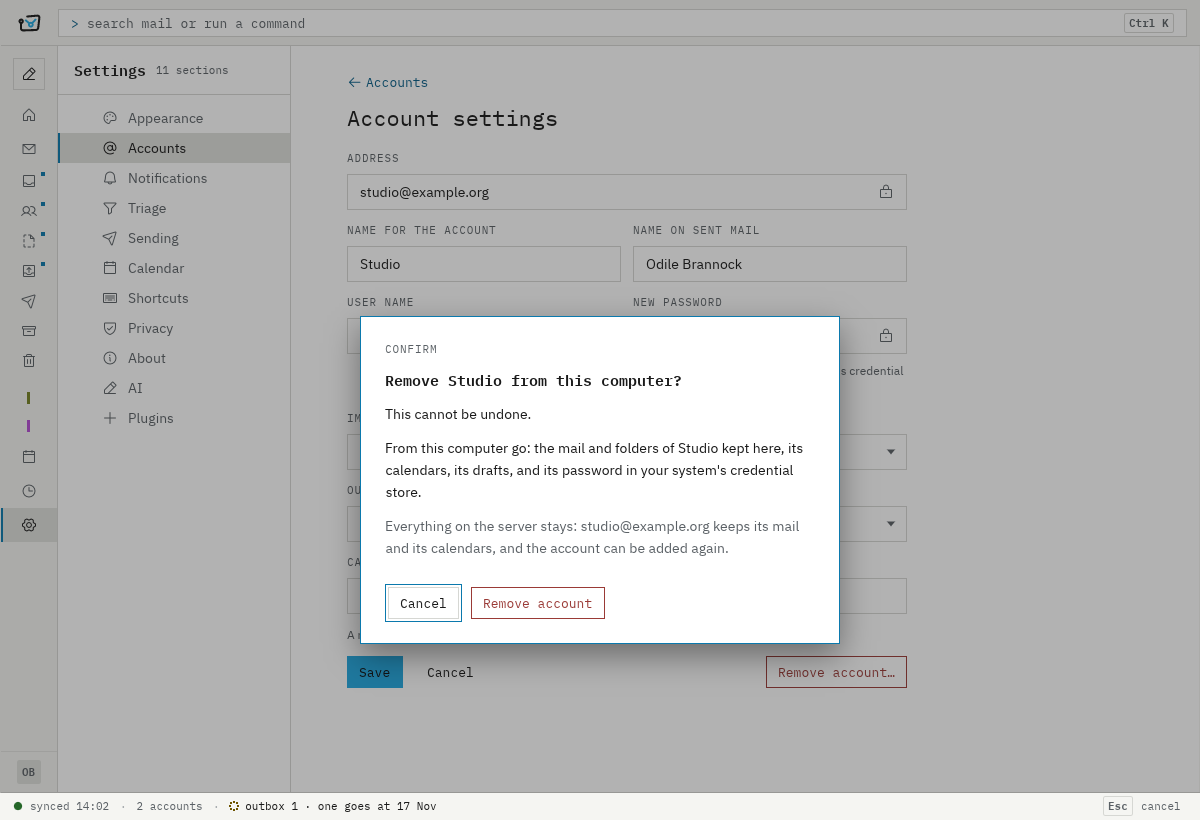 > search mail or run a command
Ctrl K
Settings 11 sections
Appearance
Accounts
Notifications
Triage
Sending
Calendar
Shortcuts
Privacy
About
AI
Plugins
OB
← Accounts
Account settings
ADDRESS
studio@example.org
NAME FOR THE ACCOUNT
NAME ON SENT MAIL
Studio
Odile Brannock
USER NAME
NEW PASSWORD
s credential
CONFIRM
Remove Studio from this computer?
This cannot be undone.
From this computer go: the mail and folders of Studio kept here, its
calendars, its drafts, and its password in your system's credential
store.
Everything on the server stays: studio@example.org keeps its mail
and its calendars, and the account can be added again.
Cancel
Remove account
Save
Cancel
Remove account…
synced 14:02 · 2 accounts · outbox 1 · one goes at 17 Nov
Esc cancel